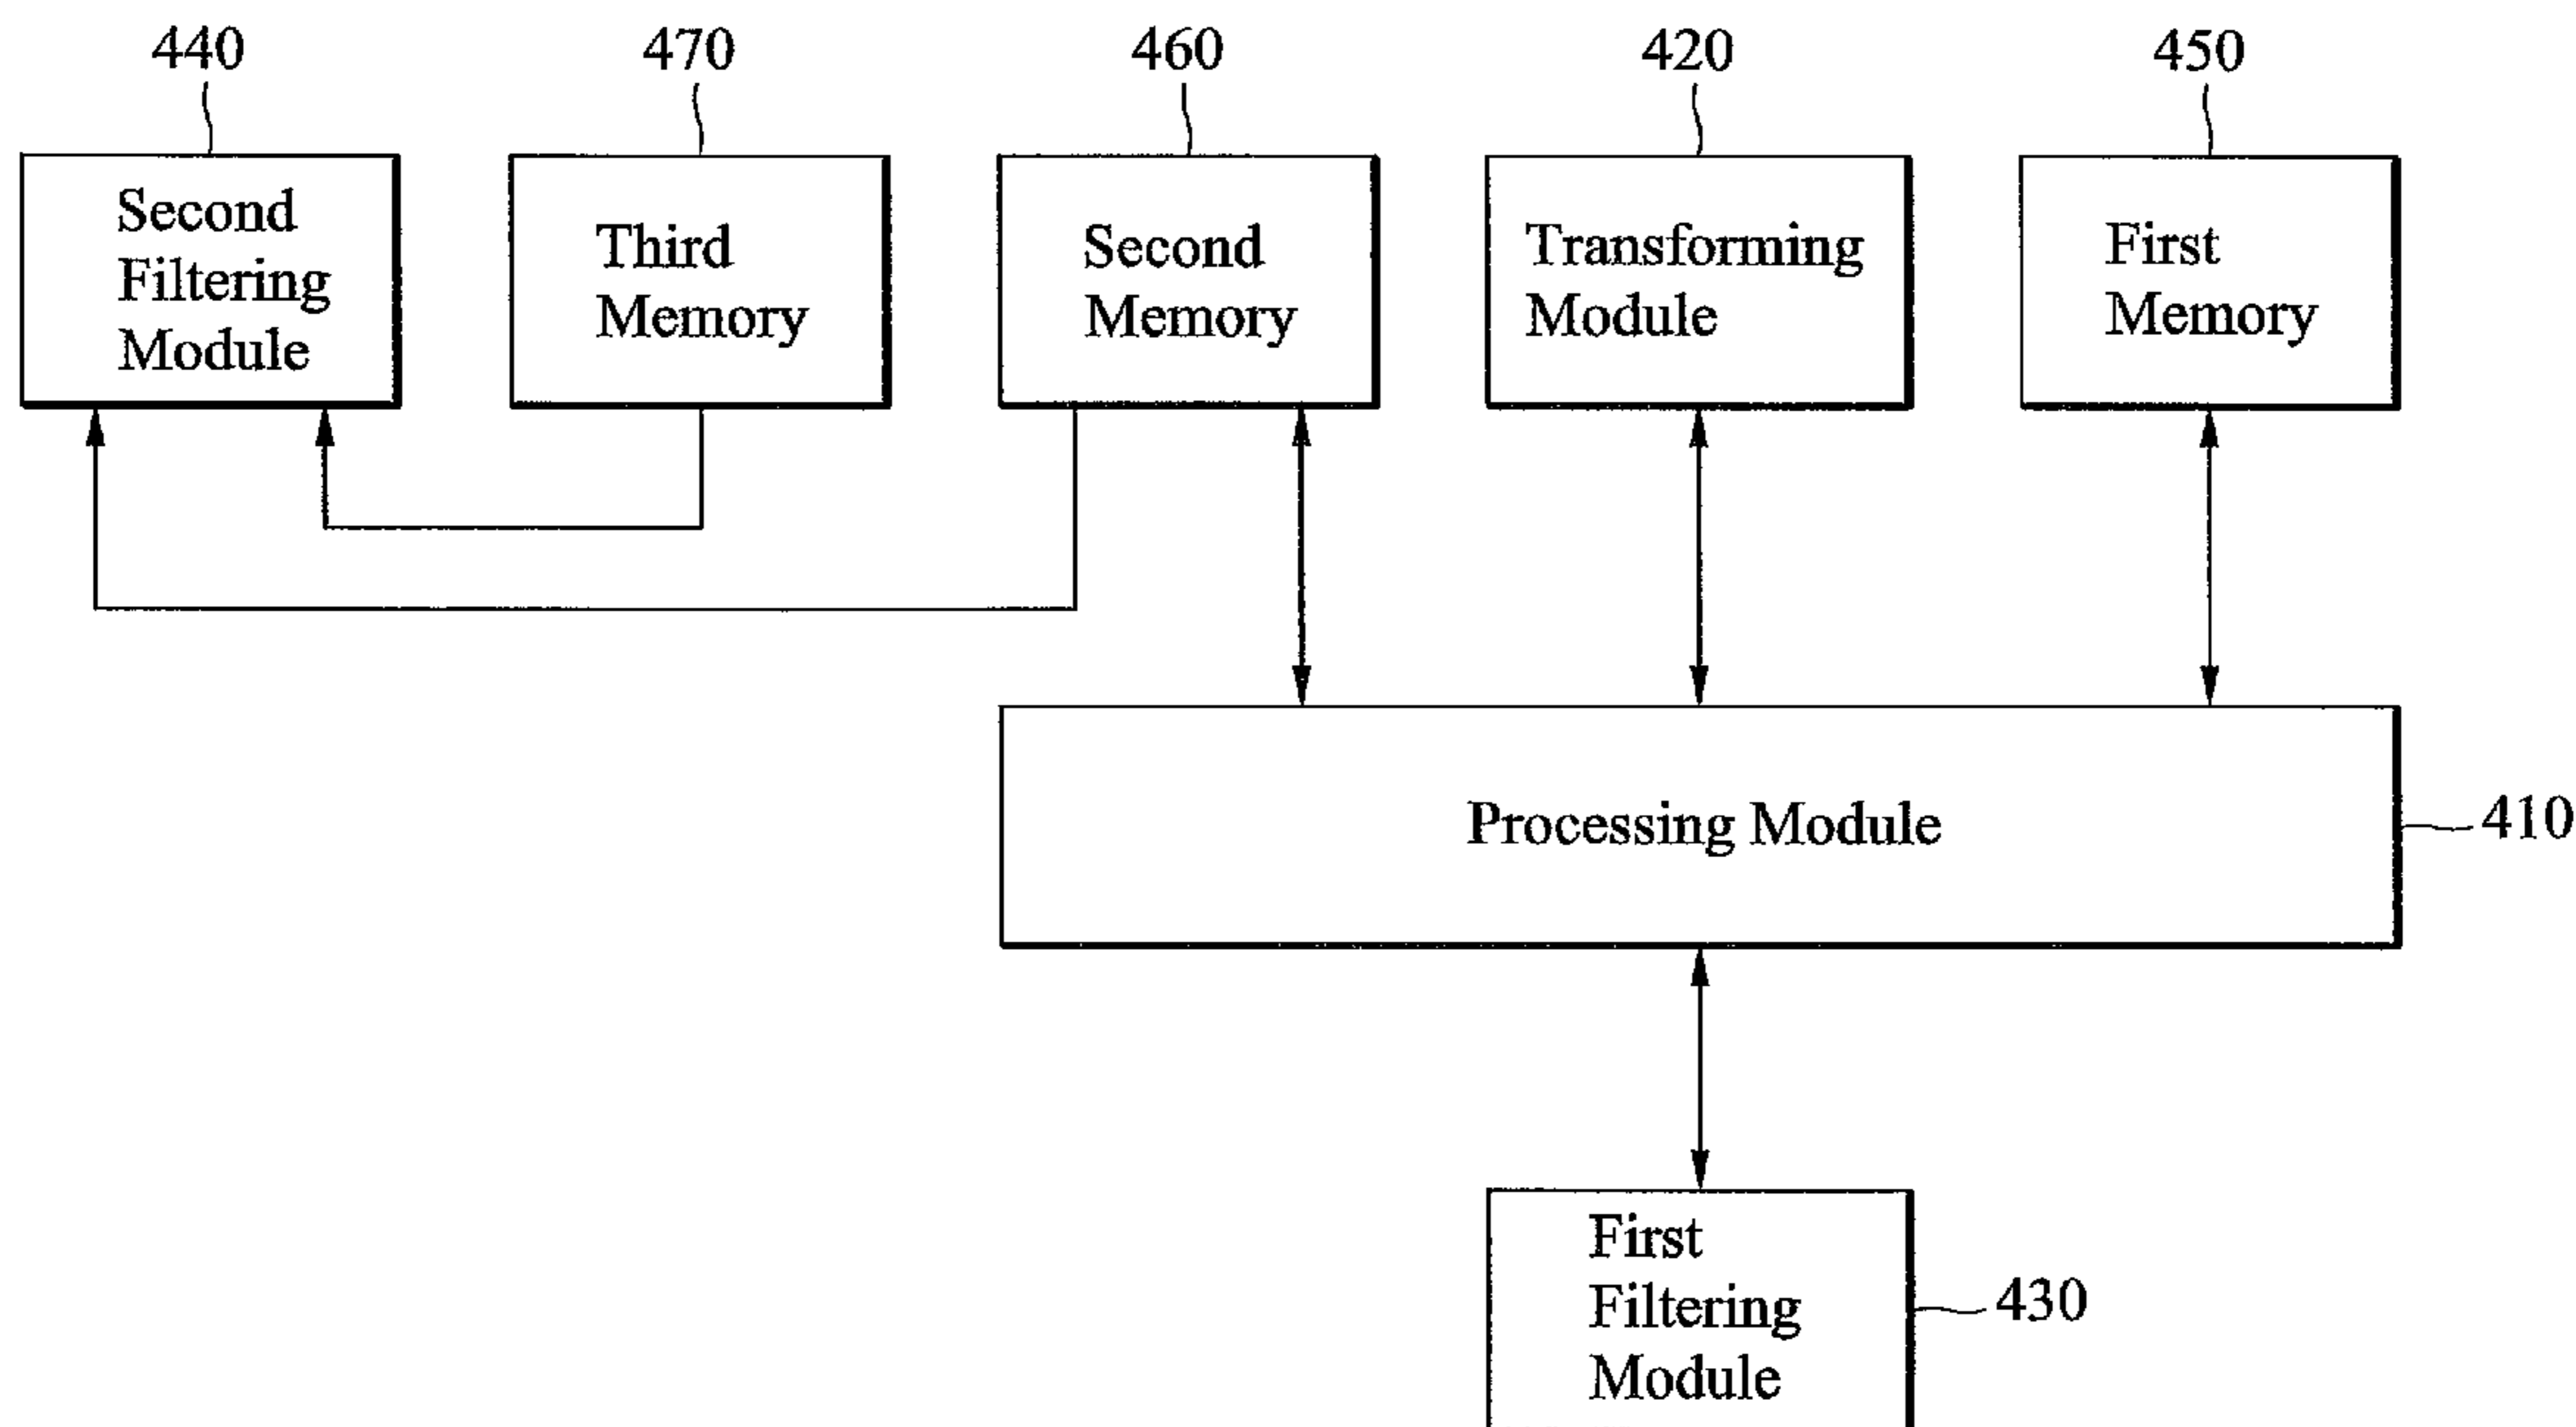 440
470
460
420
450
Second
Filtering
Module
Third
Memory
Second
Memory
Transforming
Module
First
Memory
Processing Module
410
First
Filtering
Module
430